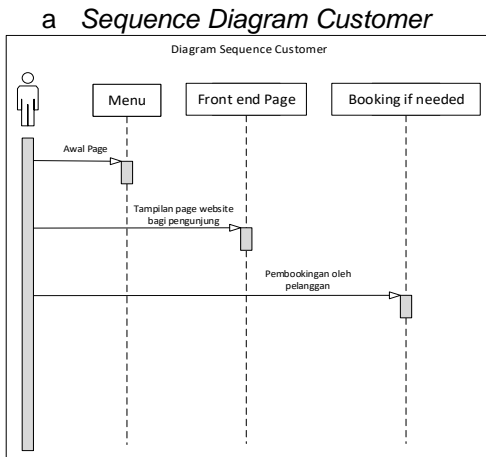 a Sequence Diagram Customer
Diagram Sequence Customer
Menu
Front end Page
Booking if needed
Awal Page
Tampilan page website
bagi pengunjung
Pembookingan oleh
pelanggan